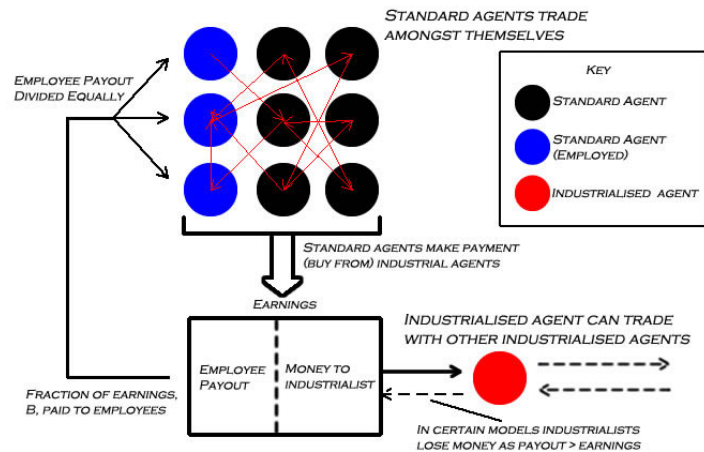 STANDARD AGENTS TRADE
AMONGST THEMSELVES
EMPLOYEE PAYOUT
DIVIDED EQUALLY
KEY
STANDARD AGENT
STANDARD AGENT
(EMPLOYED)
INDUSTRIALISED AGENT
STANDARD AGENTS MAKE PAYMENT
(BUY FROM) INDUSTRIAL AGENTS
EARNINGS
EMPLOYEE
PAYOUT
MONEY TO
INDUSTRIALIST
INDUSTRIALISED AGENT CAN TRADE
WITH OTHER INDUSTRIALISED AGENTS
FRACTION OF EARNINGS,
B, PAID TO EMPLOYEES
IN CERTAIN MODELS INDUSTRIALISTS
LOSE MONEY AS PAYOUT > EARNINGS